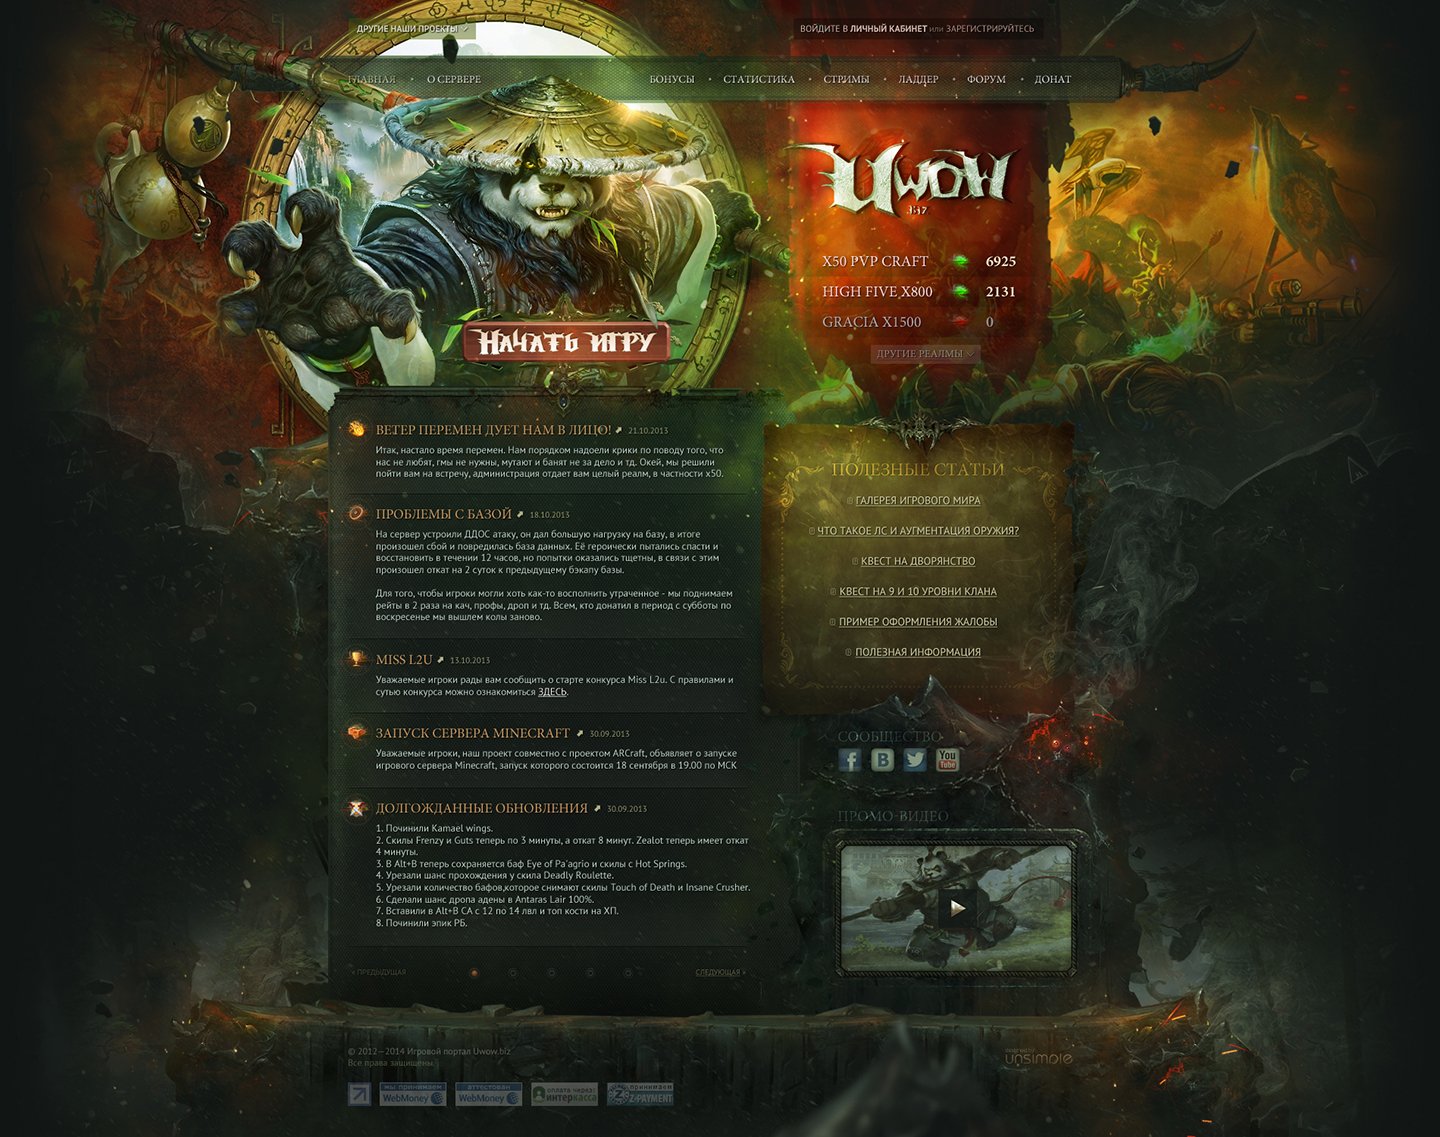 ДРУГИЕ НАШИ ПРОЕКТЫ
ВОЙДИТЕ В ЛИЧНЫЙ КАБИНЕТ или ЗАРЕГИСТРИРУЙТЕСЬ
ГЛАВНАЯ • О СЕРВЕРЕ
БОНУСЫ • СТАТИСТИКА • СТРИМЫ • ЛАДДЕР • ФОРУМ • ДОНАТ
UWOW
.BIZ
X50 PVP CRAFT 6925
HIGH FIVE X800 2131
GRACIA X1500 0
ДРУГИЕ РЕАЛМЫ
НАЧАТЬ ИГРУ
ВЕТЕР ПЕРЕМЕН ДУЕТ НАМ В ЛИЦО! 21.10.2013
Итак, настало время перемен. Нам порядком надоели крики по поводу того, что
нас не любят, гмы не нужны, мутают и банят не за дело и тд. Окей, мы решили
пойти вам на встречу, администрация отдает вам целый реалм, в частности х50.
ПРОБЛЕМЫ С БАЗОЙ 18.10.2013
На сервер устроили ДДОС атаку, он дал большую нагрузку на базу, в итоге
произошел сбой и повредилась база данных. Её героически пытались спасти и
восстановить в течении 12 часов, но попытки оказались тщетны, в связи с этим
произошел откат на 2 суток к предыдущему бэкапу базы.
Для того, чтобы игроки могли хоть как-то восполнить утраченное - мы поднимаем
рейты в 2 раза на кач, профы, дроп и тд. Всем, кто донатил в период с субботы по
воскресенье мы вышлем колы заново.
MISS L2U 13.10.2013
Уважаемые игроки рады вам сообщить о старте конкурса Miss L2u. С правилами и
сутью конкурса можно ознакомиться ЗДЕСЬ.
ЗАПУСК СЕРВЕРА MINECRAFT 30.09.2013
Уважаемые игроки, наш проект совместно с проектом ARCraft, объявляет о запуске
игрового сервера Minecraft, запуск которого состоится 18 сентября в 19.00 по МСК
ДОЛГОЖДАННЫЕ ОБНОВЛЕНИЯ 30.09.2013
1. Починили Kamael wings.
2. Скилы Frenzy и Guts теперь по 3 минуты, а откат 8 минут. Zealot теперь имеет откат
4 минуты.
3. В Alt+B теперь сохраняется баф Eye of Pa'agrio и скилы с Hot Springs.
4. Урезали шанс прохождения у скила Deadly Roulette.
5. Урезали количество бафов,которое снимают скилы Touch of Death и Insane Crusher.
6. Сделали шанс дропа адены в Antaras Lair 100%.
7. Вставили в Alt+B СА с 12 по 14 лвл и топ кости на ХП.
8. Починили эпик РБ.
« ПРЕДЫДУЩАЯ
СЛЕДУЮЩАЯ »
ПОЛЕЗНЫЕ СТАТЬИ
ГАЛЕРЕЯ ИГРОВОГО МИРА
ЧТО ТАКОЕ ЛС И АУГМЕНТАЦИЯ ОРУЖИЯ?
КВЕСТ НА ДВОРЯНСТВО
КВЕСТ НА 9 И 10 УРОВНИ КЛАНА
ПРИМЕР ОФОРМЛЕНИЯ ЖАЛОБЫ
ПОЛЕЗНАЯ ИНФОРМАЦИЯ
СООБЩЕСТВО
You
Tube
ПРОМО-ВИДЕО
© 2012—2014 Игровой портал Uwow.biz
Все права защищены.
unsimple
мы принимаем
WebMoney
аттестован
WebMoney
оплата через:
интеркасса
принимаем
Z-PAYMENT